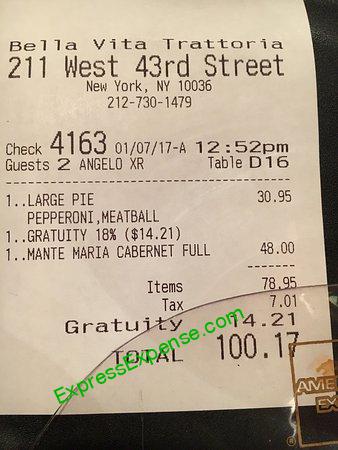 Bella Vita Trattoria
211 West 43rd Street
New York, NY 10036
212-730-1479
Check 4163 01/07/17-A 12:52pm
Guests 2 ANGELO XR Table D16
1..LARGE PIE 30.95
PEPPERONI,MEATBALL
1..GRATUITY 18% ($14.21)
1..MANTE MARIA CABERNET FULL 48.00
Items 78.95
Tax 7.01
Gratuity 14.21
TOTAL 100.17
ExpressExpense.com
AME
EX
®